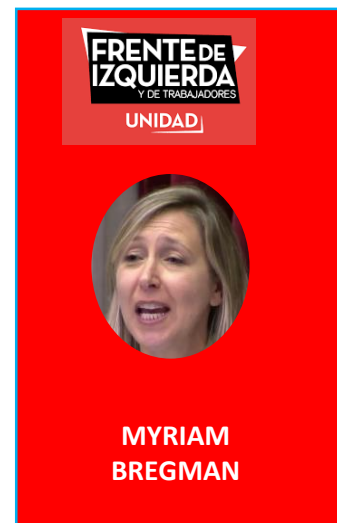 FRENTE DE
IZQUIERDA
Y DE TRABAJADORES
UNIDAD
MYRIAM
BREGMAN